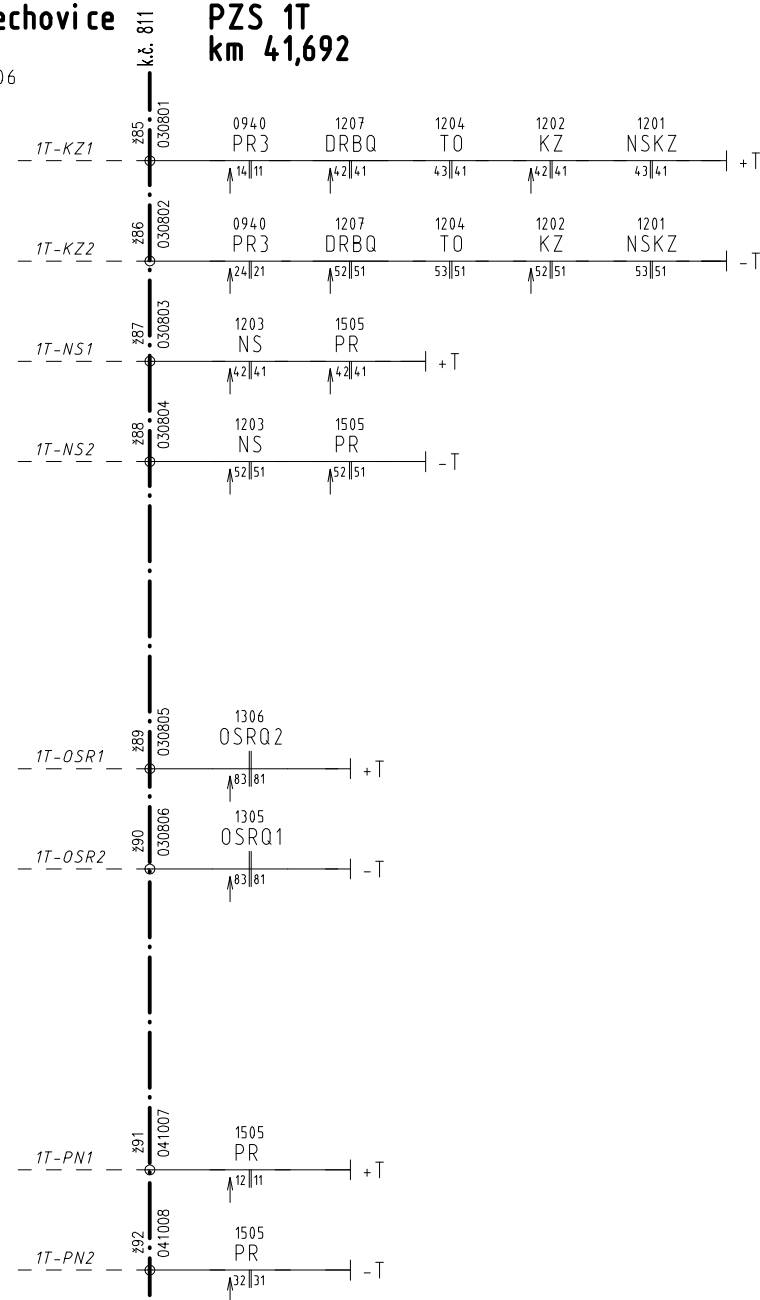 echovice
k.č. 811
PZS 1T
km 41,692
06
1T-KZ1
ž85
030801
0940 1207 1204 1202 1201
PR3 DRBQ TO KZ NSKZ
14 11 42 41 43 41 42 41 43 41
+T
1T-KZ2
ž86
030802
0940 1207 1204 1202 1201
PR3 DRBQ TO KZ NSKZ
24 21 52 51 53 51 52 51 53 51
-T
1T-NS1
ž87
030803
1203 1505
NS PR
42 41 42 41
+T
1T-NS2
ž88
030804
1203 1505
NS PR
52 51 52 51
-T
1T-OSR1
ž89
030805
1306
OSRQ2
83 81
+T
1T-OSR2
ž90
030806
1305
OSRQ1
83 81
-T
1T-PN1
ž91
041007
1505
PR
12 11
+T
1T-PN2
ž92
041008
1505
PR
32 31
-T